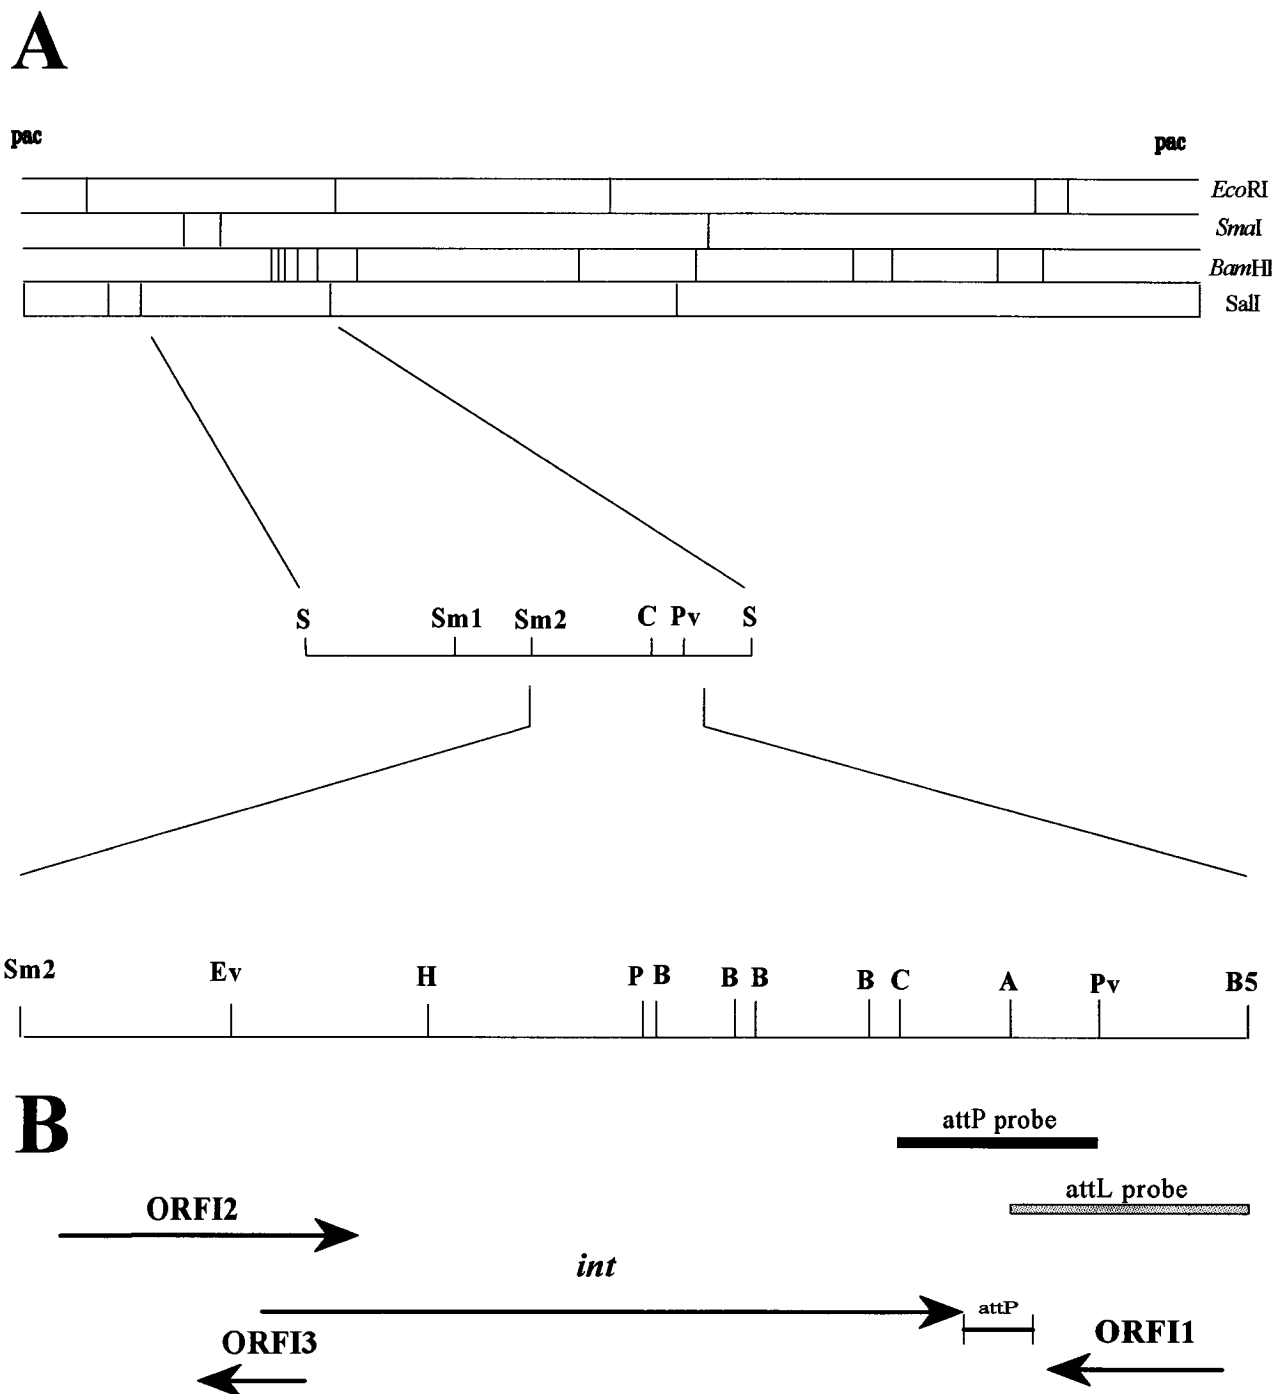 A
pac pac
EcoRI
SmaI
BamHI
SalI
S Sm1 Sm2 C Pv S
Sm2 Ev H P B B B B C A Pv B5
B
attP probe
attL probe
ORFI2
int
attP
ORFI3
ORFI1